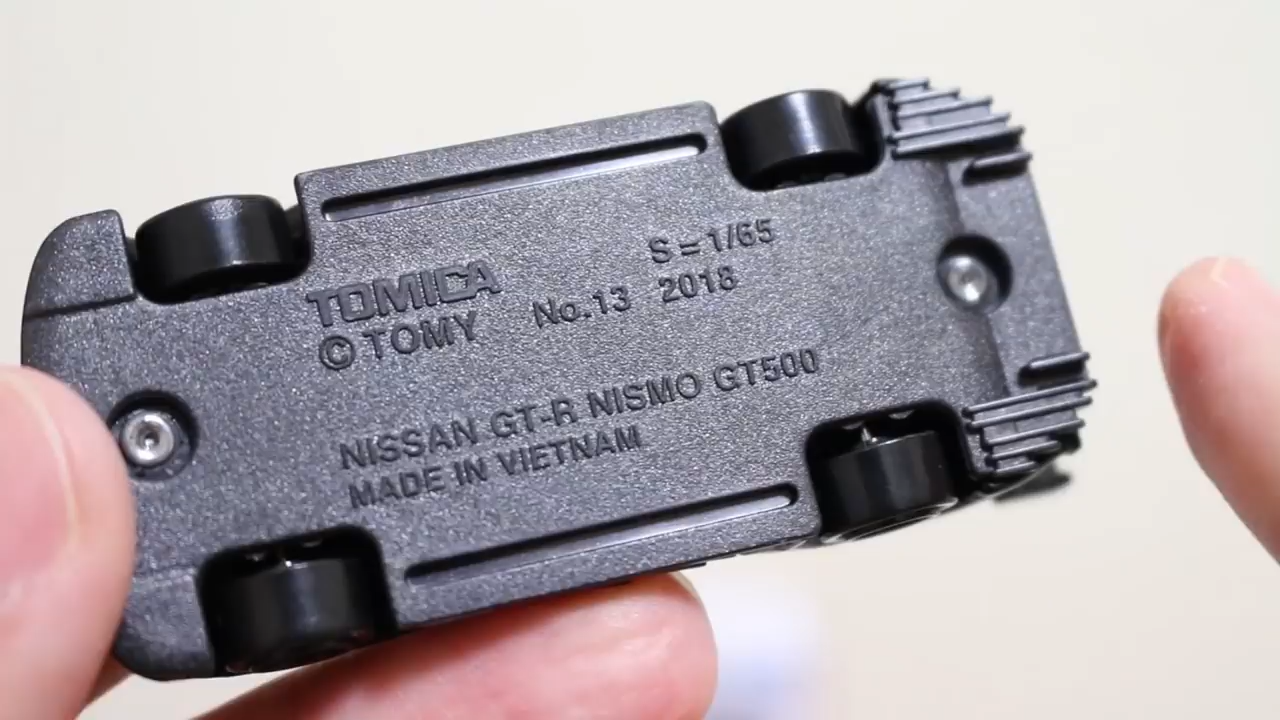 TOMICA
© TOMY
No.13
S = 1/65
2018
NISSAN GT-R NISMO GT500
MADE IN VIETNAM